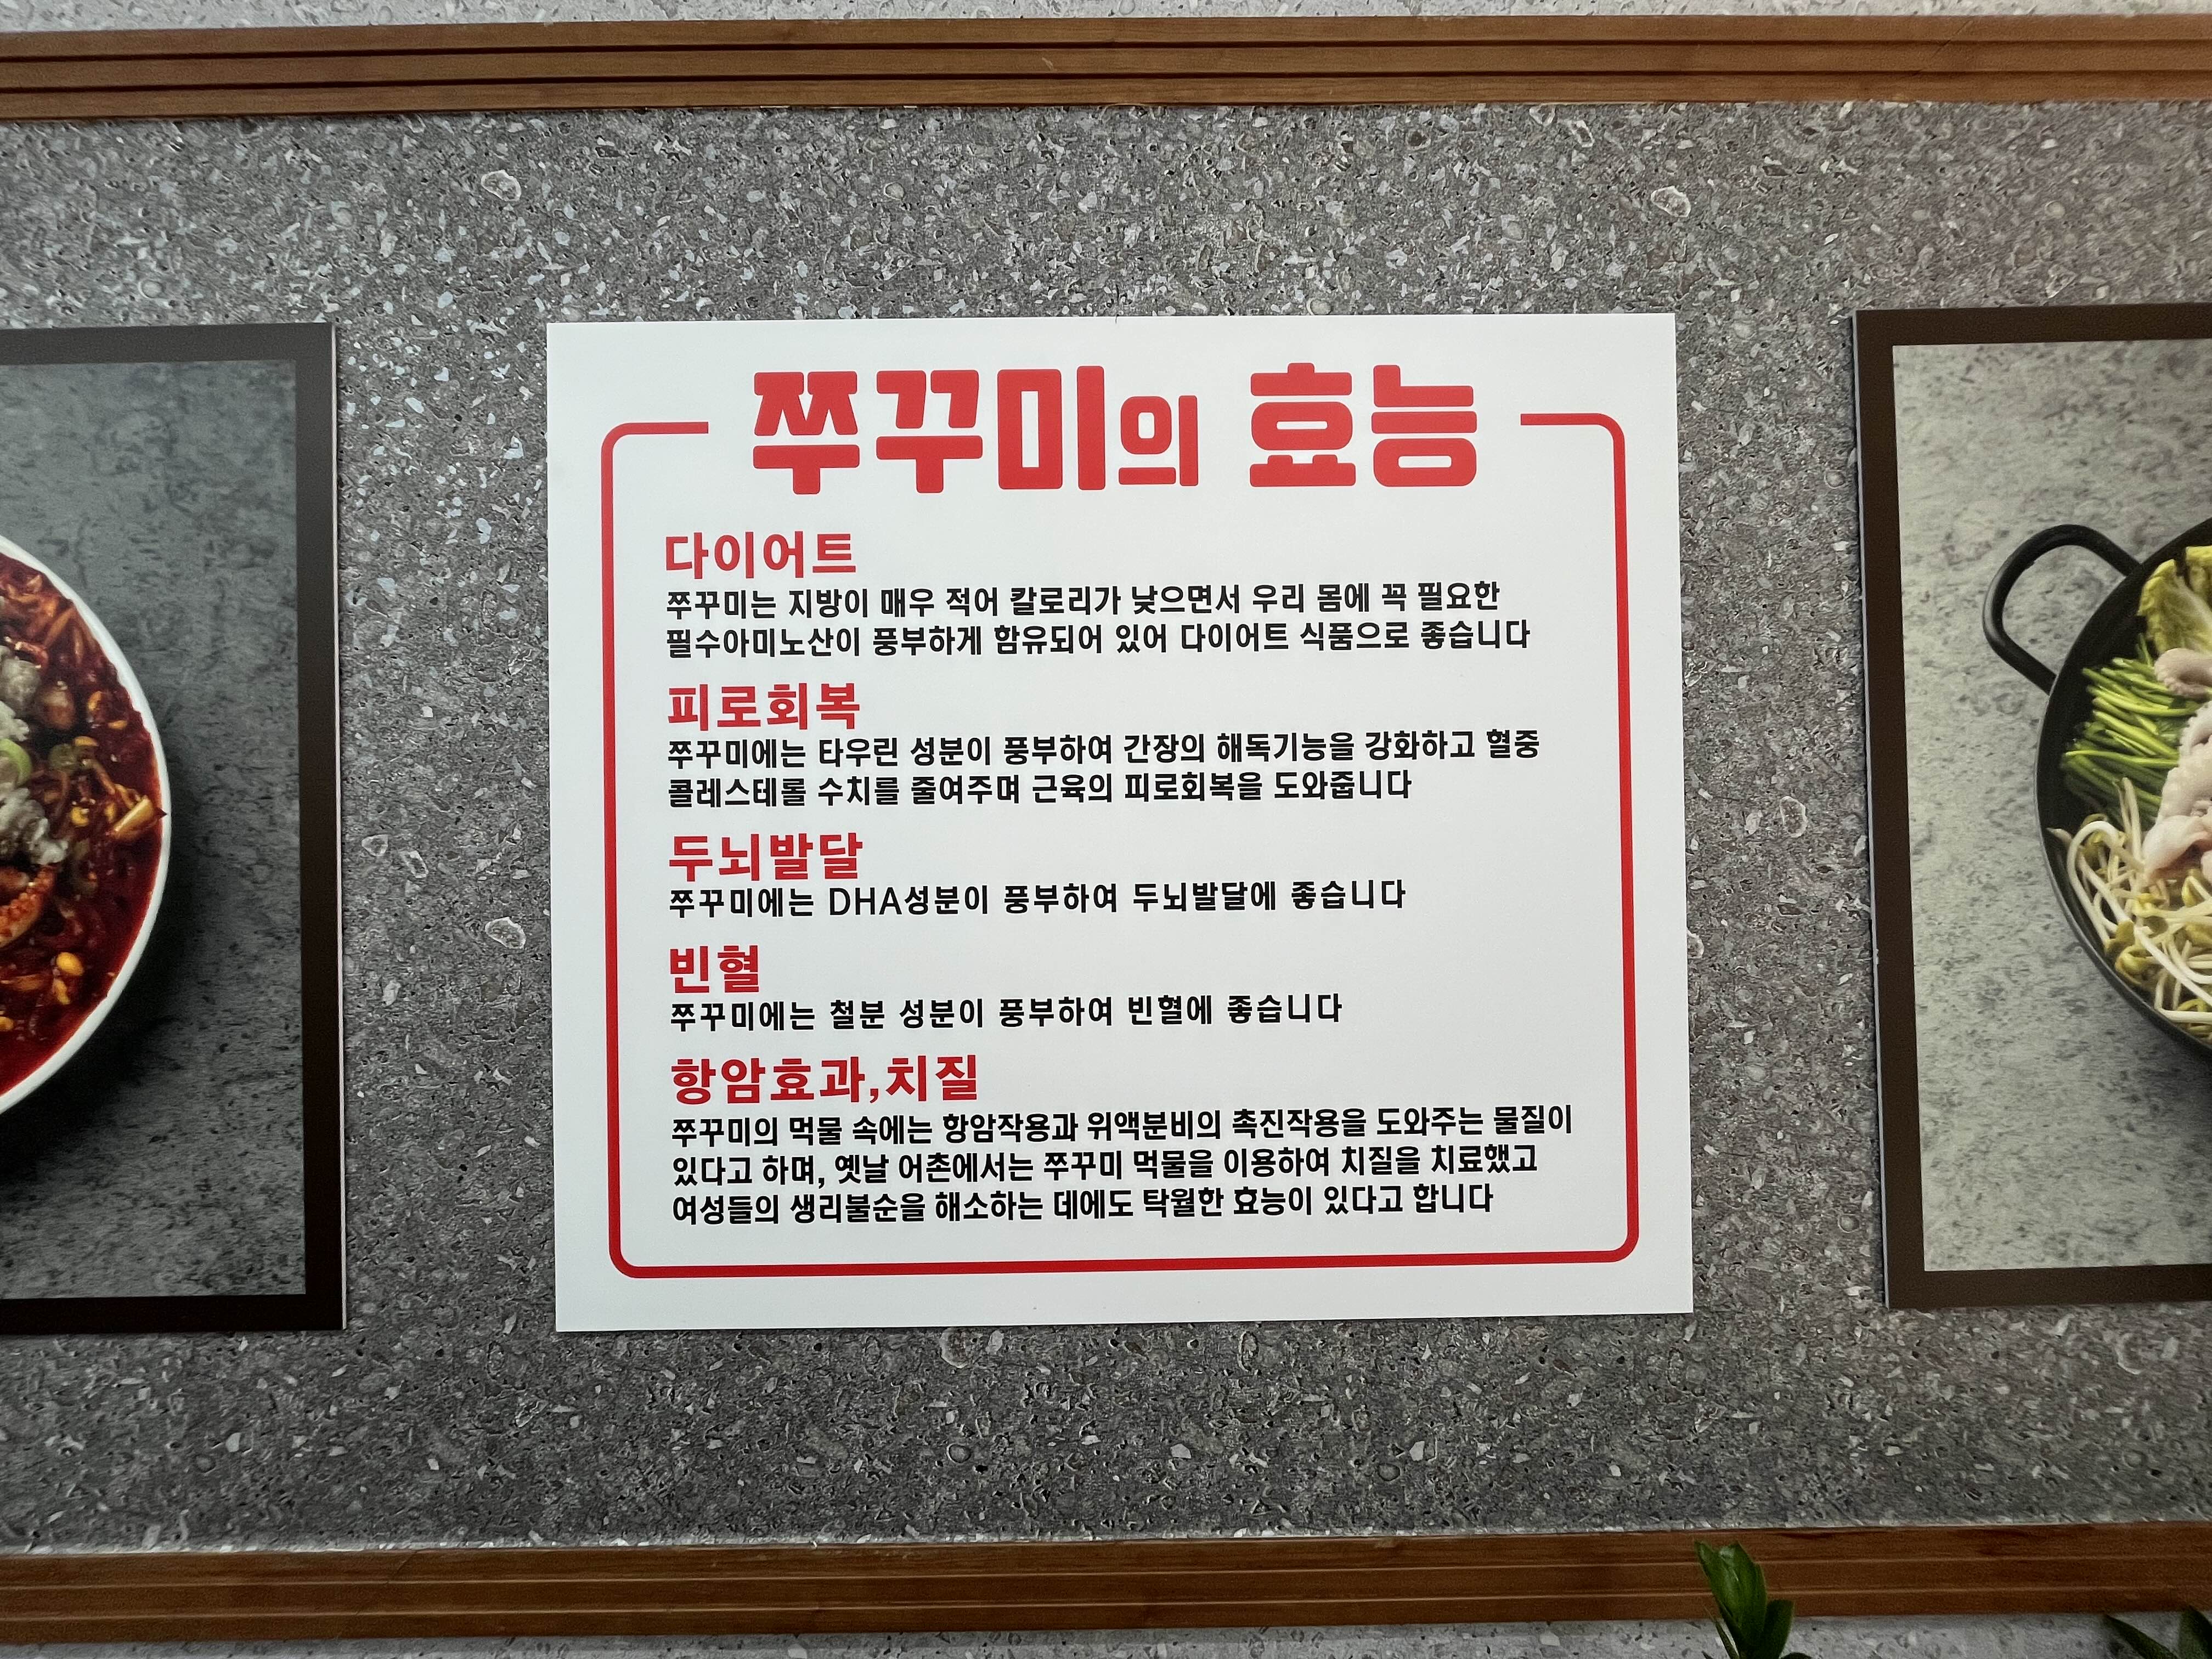 쭈꾸미의 효능
다이어트
쭈꾸미는 지방이 매우 적어 칼로리가 낮으면서 우리 몸에 꼭 필요한
필수아미노산이 풍부하게 함유되어 있어 다이어트 식품으로 좋습니다
피로회복
쭈꾸미에는 타우린 성분이 풍부하여 간장의 해독기능을 강화하고 혈중
콜레스테롤 수치를 줄여주며 근육의 피로회복을 도와줍니다
두뇌발달
쭈꾸미에는 DHA성분이 풍부하여 두뇌발달에 좋습니다
빈혈
쭈꾸미에는 철분 성분이 풍부하여 빈혈에 좋습니다
항암효과,치질
쭈꾸미의 먹물 속에는 항암작용과 위액분비의 촉진작용을 도와주는 물질이
있다고 하며, 옛날 어촌에서는 쭈꾸미 먹물을 이용하여 치질을 치료했고
여성들의 생리불순을 해소하는 데에도 탁월한 효능이 있다고 합니다